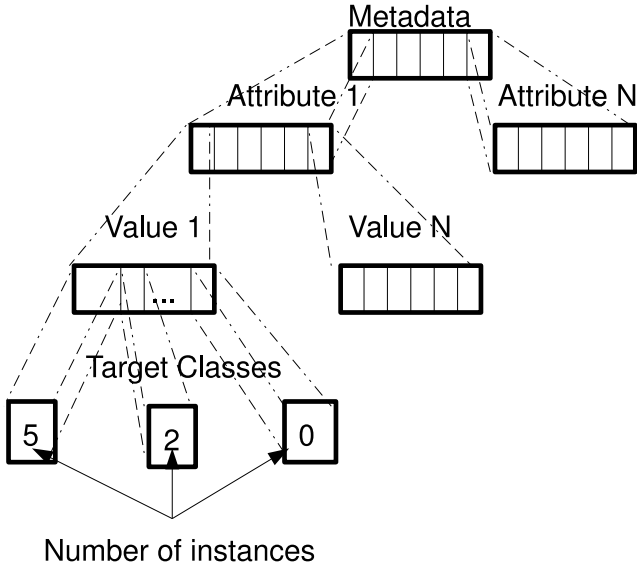 Metadata
Attribute 1
Attribute N
Value 1
Value N
...
Target Classes
5
2
0
Number of instances